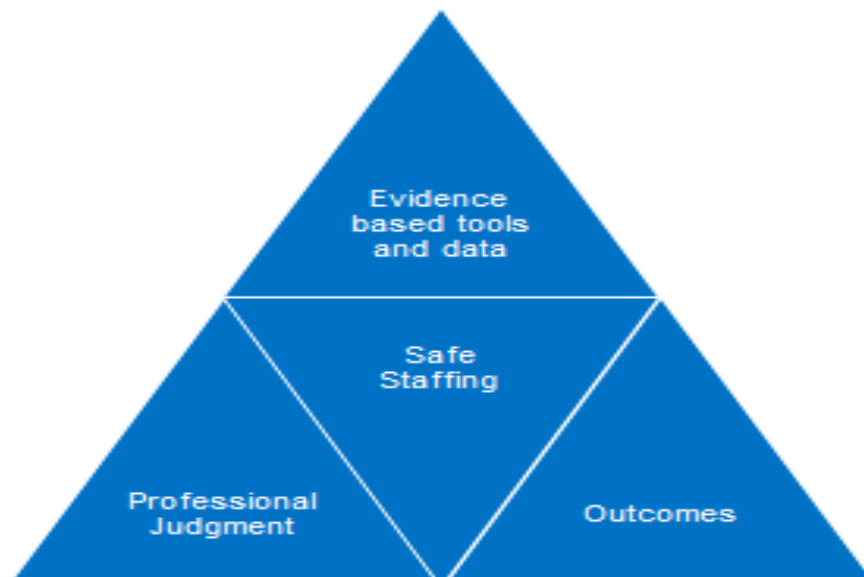 Evidence
based tools
and data
Safe
Staffing
Professional
Judgment
Outcomes